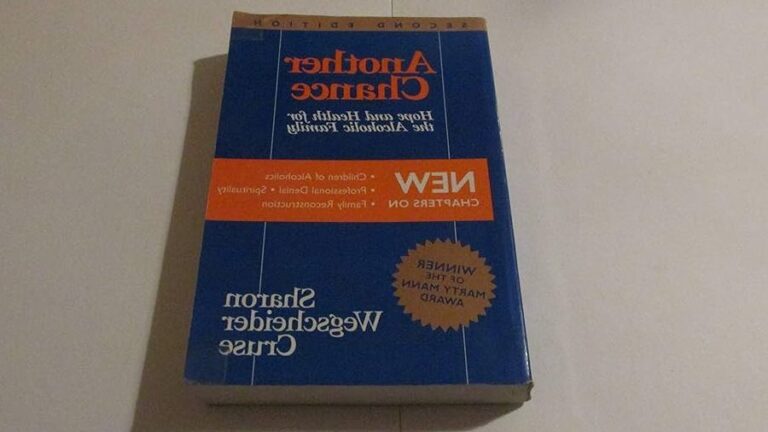 SECOND EDITION
Another
Chance
Hope and Health for
the Alcoholic Family
NEW
CHAPTERS ON
• Children of Alcoholics
• Professional Denial • Spirituality
• Family Reconstruction
WINNER
OF THE
MARTY MANN
AWARD
Sharon
Wegscheider
Cruse